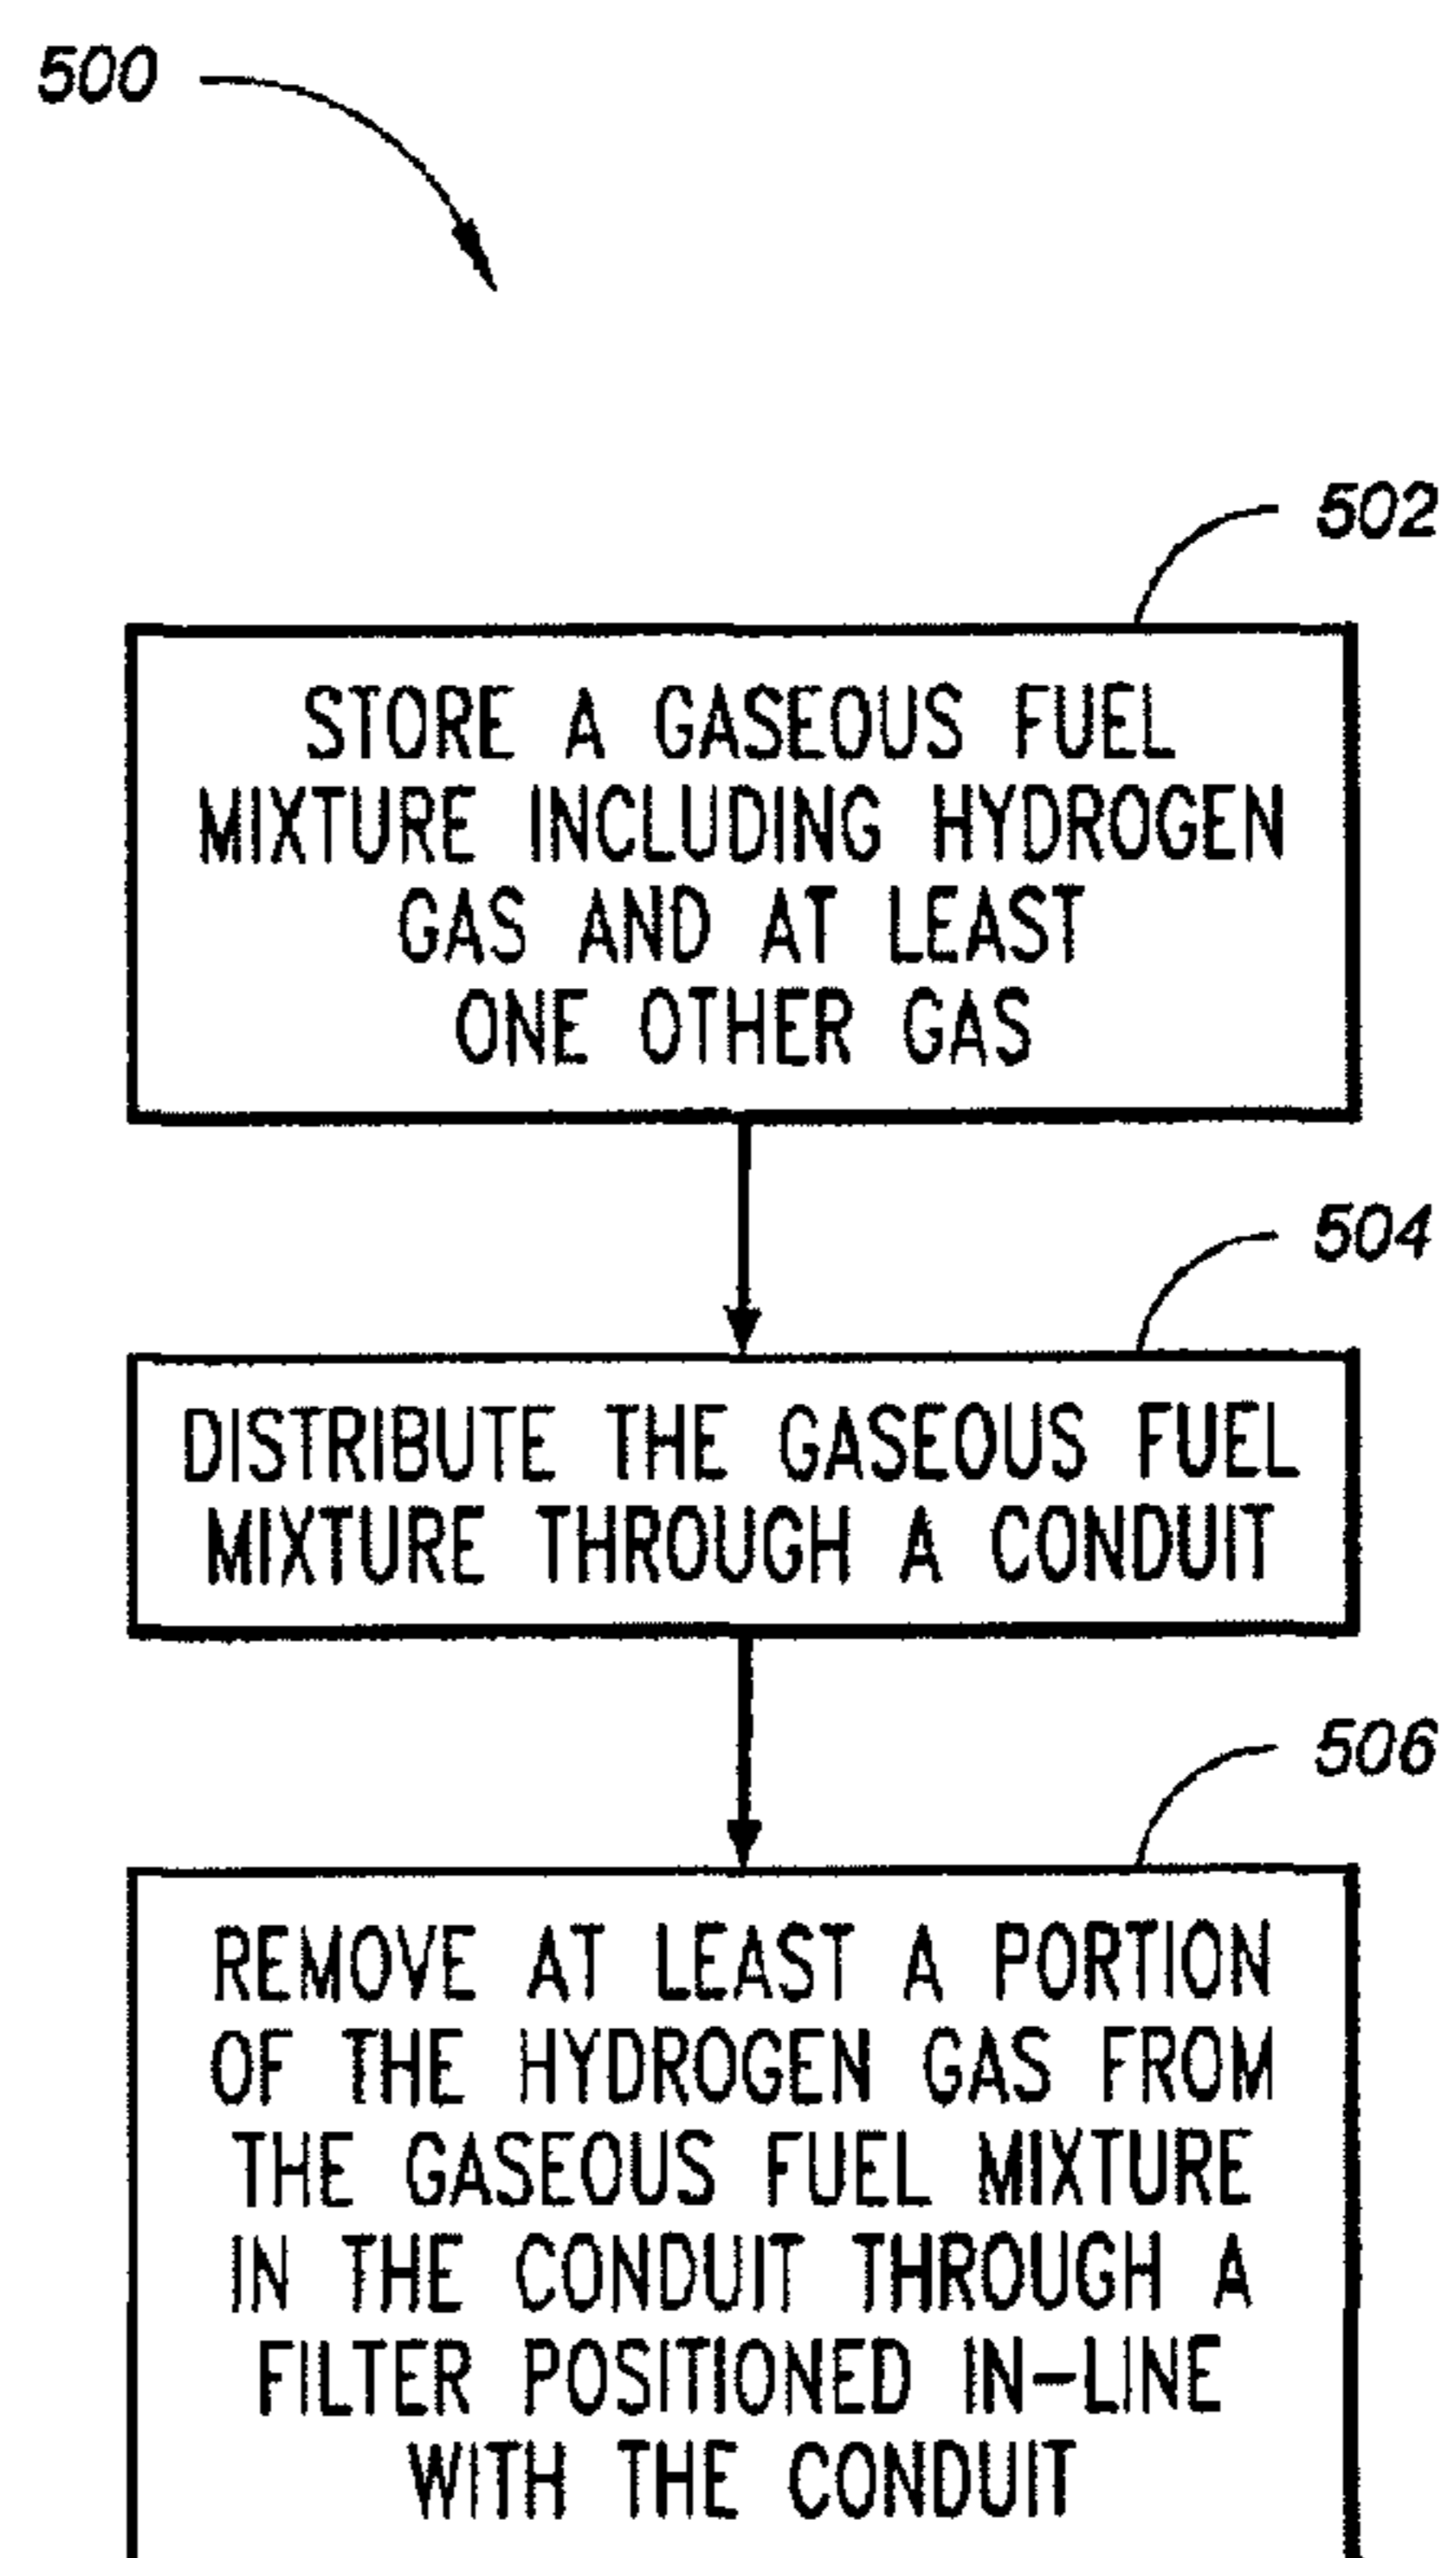 500
502
STORE A GASEOUS FUEL
MIXTURE INCLUDING HYDROGEN
GAS AND AT LEAST
ONE OTHER GAS
504
DISTRIBUTE THE GASEOUS FUEL
MIXTURE THROUGH A CONDUIT
506
REMOVE AT LEAST A PORTION
OF THE HYDROGEN GAS FROM
THE GASEOUS FUEL MIXTURE
IN THE CONDUIT THROUGH A
FILTER POSITIONED IN-LINE
WITH THE CONDUIT